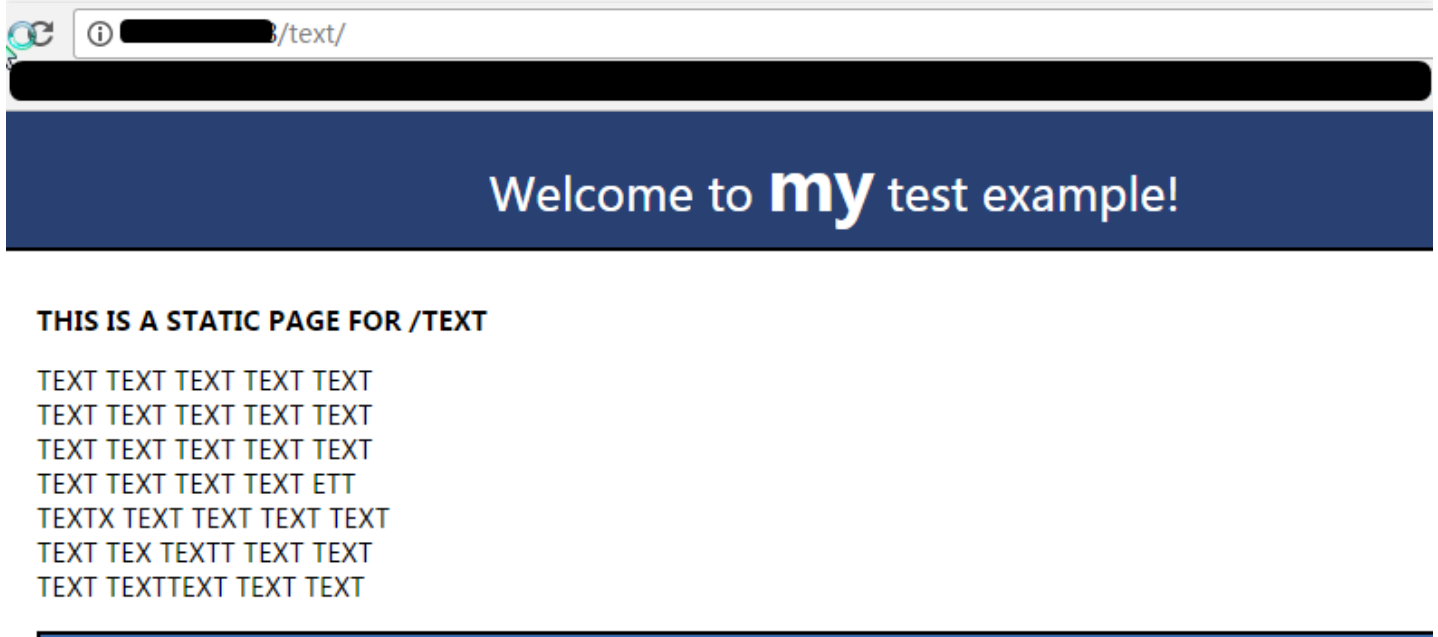 /text/
Welcome to my test example!
THIS IS A STATIC PAGE FOR /TEXT
TEXT TEXT TEXT TEXT TEXT
TEXT TEXT TEXT TEXT TEXT
TEXT TEXT TEXT TEXT TEXT
TEXT TEXT TEXT TEXT ETT
TEXTX TEXT TEXT TEXT TEXT
TEXT TEX TEXTT TEXT TEXT
TEXT TEXTTEXT TEXT TEXT